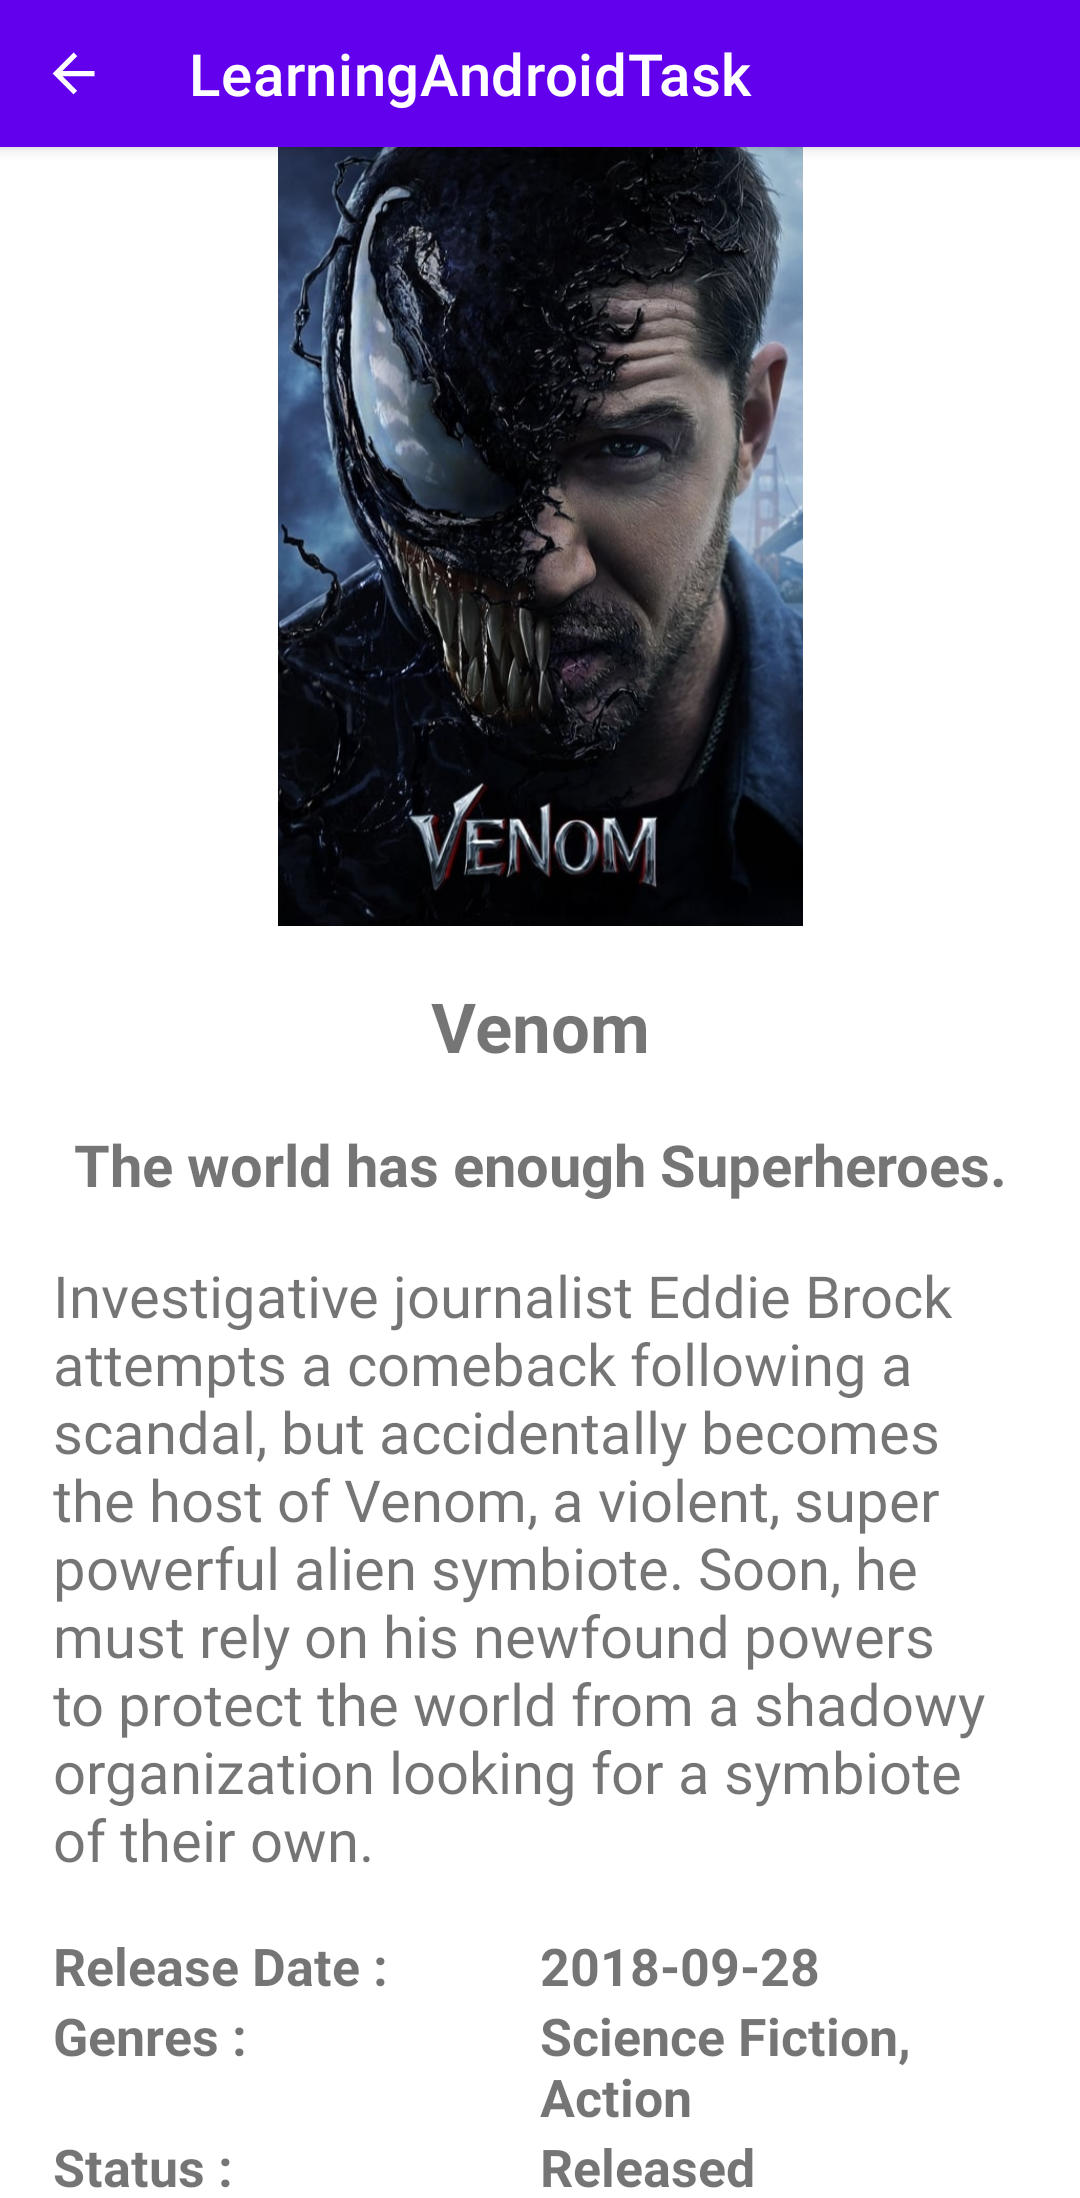 LearningAndroidTask
VENOM
Venom
The world has enough Superheroes.
Investigative journalist Eddie Brock
attempts a comeback following a
scandal, but accidentally becomes
the host of Venom, a violent, super
powerful alien symbiote. Soon, he
must rely on his newfound powers
to protect the world from a shadowy
organization looking for a symbiote
of their own.
Release Date : 2018-09-28
Genres : Science Fiction,
Action
Status : Released